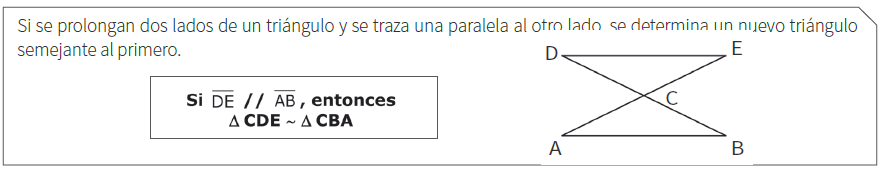 Si se prolongan dos lados de un triángulo y se traza una paralela al otro lado, se determina un nuevo triángulo
semejante al primero.
D
E
Si DE // AB, entonces
Δ CDE ~ Δ CBA
C
A
B